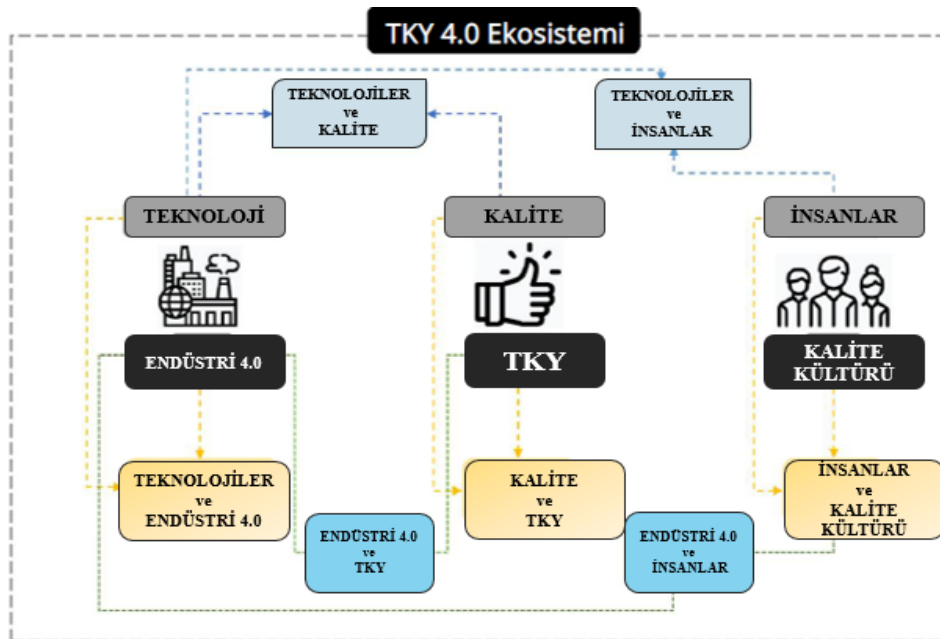 TKY 4.0 Ekosistemi
TEKNOLOJİLER
ve
KALİTE
TEKNOLOJİLER
ve
İNSANLAR
TEKNOLOJİ
KALİTE
İNSANLAR
ENDÜSTRİ 4.0
TKY
KALİTE
KÜLTÜRÜ
TEKNOLOJİLER
ve
ENDÜSTRİ 4.0
KALİTE
ve
TKY
İNSANLAR
ve
KALİTE
KÜLTÜRÜ
ENDÜSTRİ 4.0
ve
TKY
ENDÜSTRİ 4.0
ve
İNSANLAR